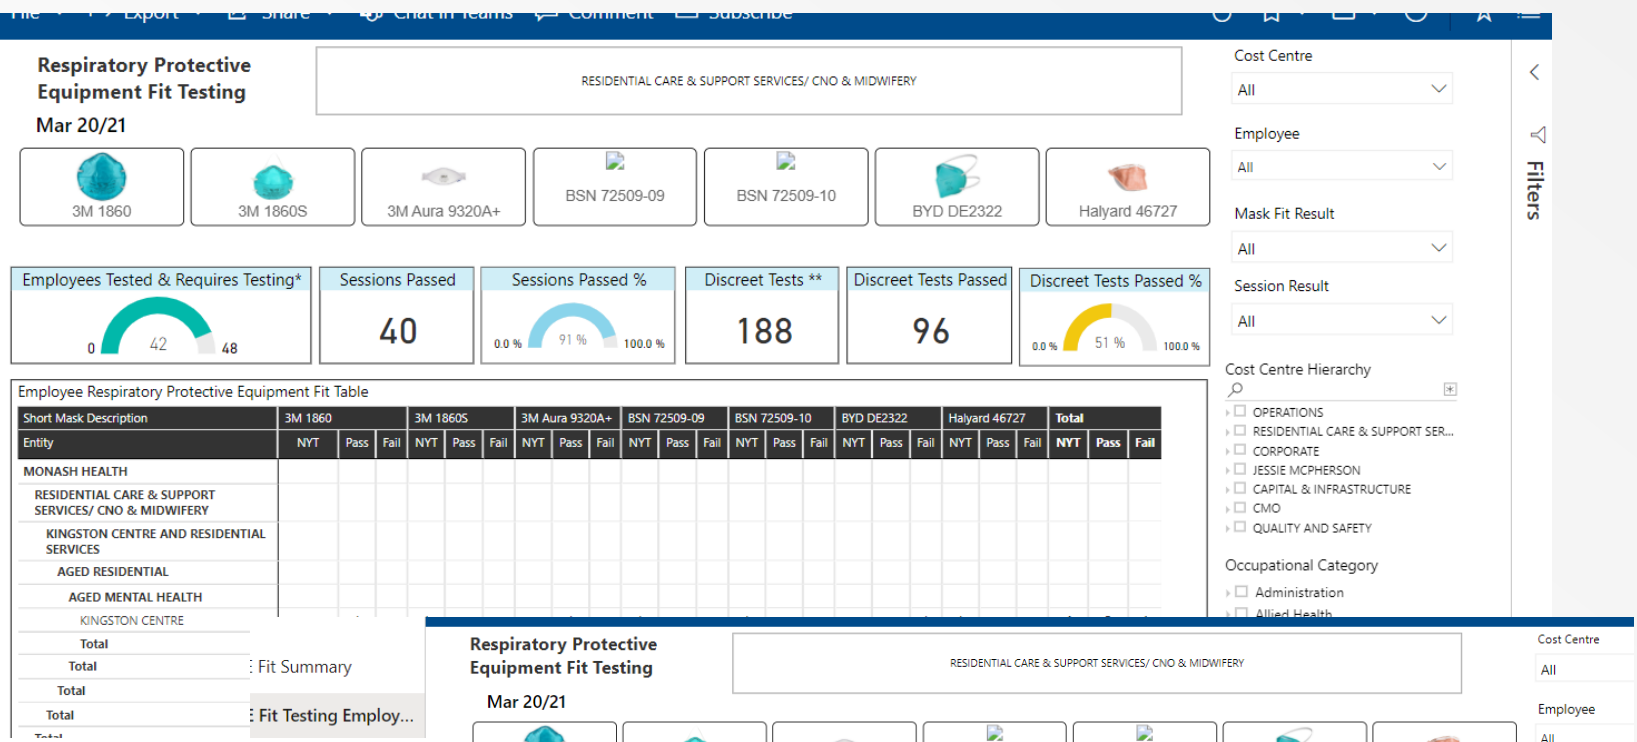 File Export Share Chat in Teams Comment Subscribe
Respiratory Protective
Equipment Fit Testing
Mar 20/21
RESIDENTIAL CARE & SUPPORT SERVICES/ CNO & MIDWIFERY
3M 1860
3M 1860S
3M Aura 9320A+
BSN 72509-09
BSN 72509-10
BYD DE2322
Halyard 46727
Employees Tested & Requires Testing*
0 42 48
Sessions Passed
40
Sessions Passed %
0.0 % 91 % 100.0 %
Discreet Tests **
188
Discreet Tests Passed
96
Discreet Tests Passed %
0.0 % 51 % 100.0 %
Cost Centre
All
Employee
All
Mask Fit Result
All
Session Result
All
Cost Centre Hierarchy
OPERATIONS
RESIDENTIAL CARE & SUPPORT SER...
CORPORATE
JESSIE MCPHERSON
CAPITAL & INFRASTRUCTURE
CMO
QUALITY AND SAFETY
Occupational Category
Administration
Allied Health
Filters
Employee Respiratory Protective Equipment Fit Table
Short Mask Description 3M 1860 3M 1860S 3M Aura 9320A+ BSN 72509-09 BSN 72509-10 BYD DE2322 Halyard 46727 Total
Entity NYT Pass Fail NYT Pass Fail NYT Pass Fail NYT Pass Fail NYT Pass Fail NYT Pass Fail NYT Pass Fail NYT Pass Fail
MONASH HEALTH
RESIDENTIAL CARE & SUPPORT
SERVICES/ CNO & MIDWIFERY
KINGSTON CENTRE AND RESIDENTIAL
SERVICES
AGED RESIDENTIAL
AGED MENTAL HEALTH
KINGSTON CENTRE
Total
Total
Total
Total
Total
Fit Summary
Fit Testing Employ...
Respiratory Protective
Equipment Fit Testing
Mar 20/21
RESIDENTIAL CARE & SUPPORT SERVICES/ CNO & MIDWIFERY
Cost Centre
All
Employee
All